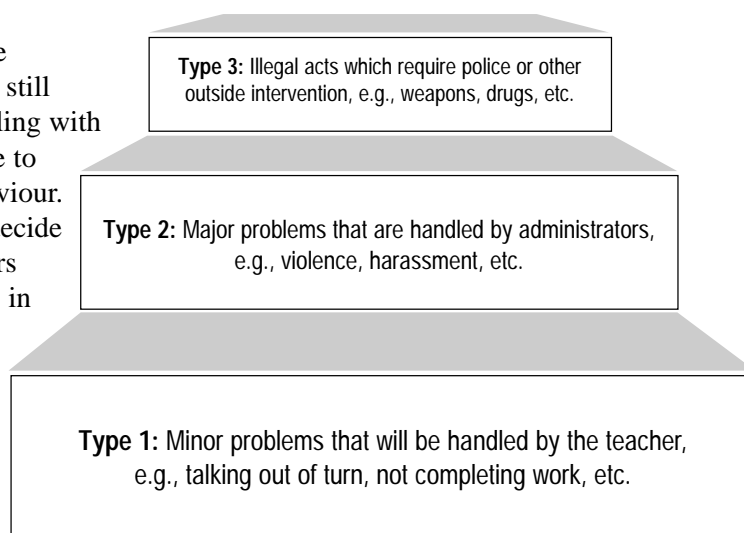 e
still
ling with
e to
viour.
ecide
rs
in
Type 3: Illegal acts which require police or other
outside intervention, e.g., weapons, drugs, etc.
Type 2: Major problems that are handled by administrators,
e.g., violence, harassment, etc.
Type 1: Minor problems that will be handled by the teacher,
e.g., talking out of turn, not completing work, etc.